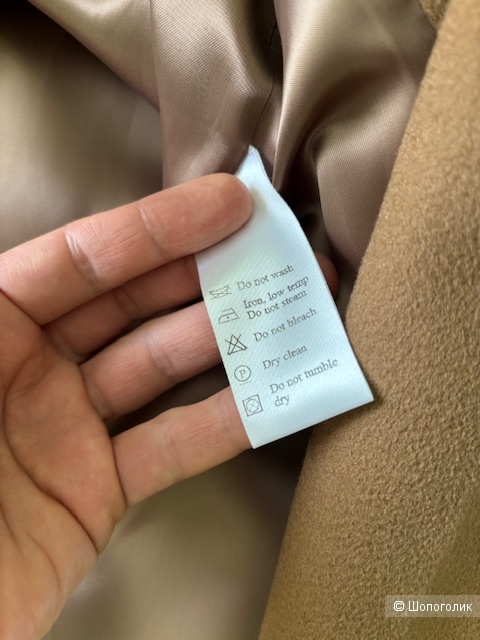 Do not wash
Iron, low temp
Do not steam
Do not bleach
P
Dry clean
Do not tumble
dry
© Шопоголик